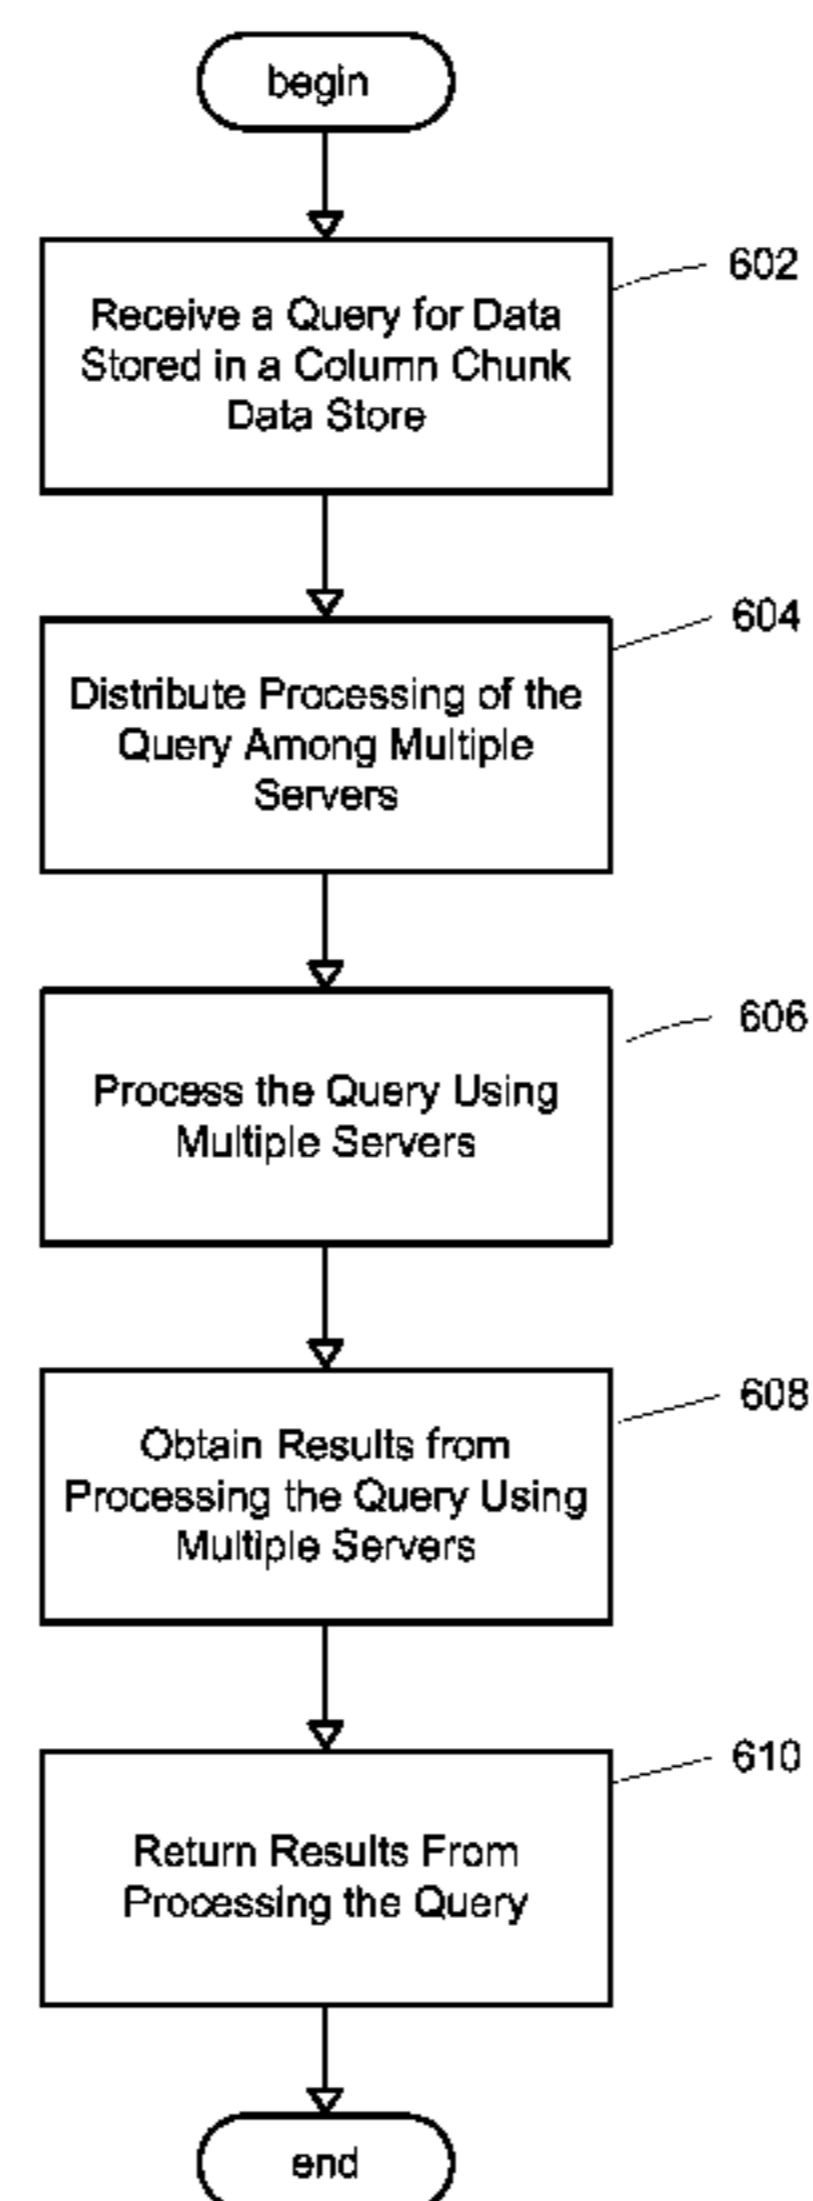 begin
602
Receive a Query for Data
Stored in a Column Chunk
Data Store
604
Distribute Processing of the
Query Among Multiple
Servers
606
Process the Query Using
Multiple Servers
608
Obtain Results from
Processing the Query Using
Multiple Servers
610
Return Results From
Processing the Query
end